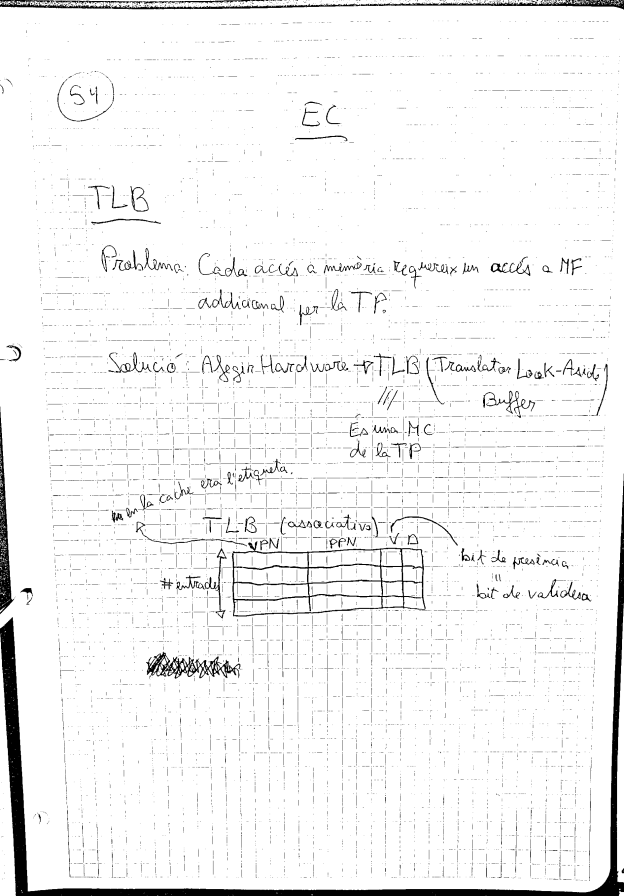 54
EC
TLB
Problema: Cada accés a memòria requereix un accés a MF
addicional per la TP.
Solució: Afegir Hardware → TLB (Translator Look-Aside
Buffer)
És una MC
de la TP
en la cache era l'etiqueta.
TLB (associativa)
VPN PPN V D
#entrades
bit de presència
"
bit de validesa